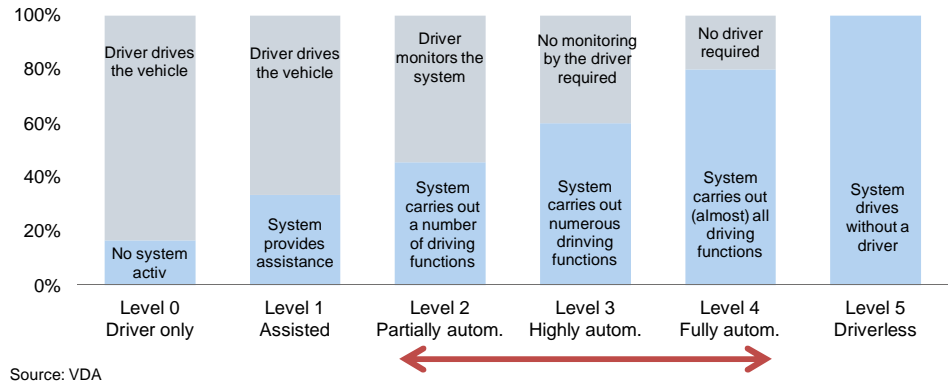 100%
80%
60%
40%
20%
0%
Driver drives
the vehicle
No system
activ
Driver drives
the vehicle
System
provides
assistance
Driver
monitors the
system
System
carries out
a number
of driving
functions
No monitoring
by the driver
required
System
carries out
numerous
drinving
functions
No driver
required
System
carries out
(almost) all
driving
functions
System
drives
without a
driver
Level 0
Driver only
Level 1
Assisted
Level 2
Partially autom.
Level 3
Highly autom.
Level 4
Fully autom.
Level 5
Driverless
Source: VDA